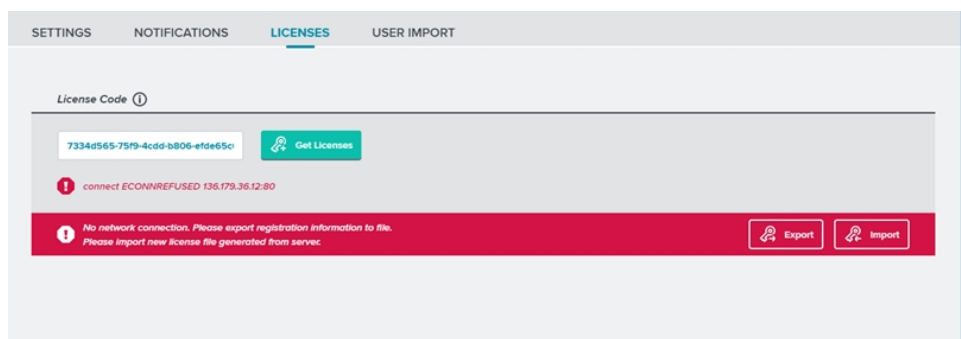 SETTINGS NOTIFICATIONS LICENSES USER IMPORT
License Code
7334d565-75f9-4cdd-b806-efde65c
Get Licenses
connect ECONNREFUSED 136.179.36.12:80
No network connection. Please export registration information to file.
Please import new license file generated from server.
Export Import